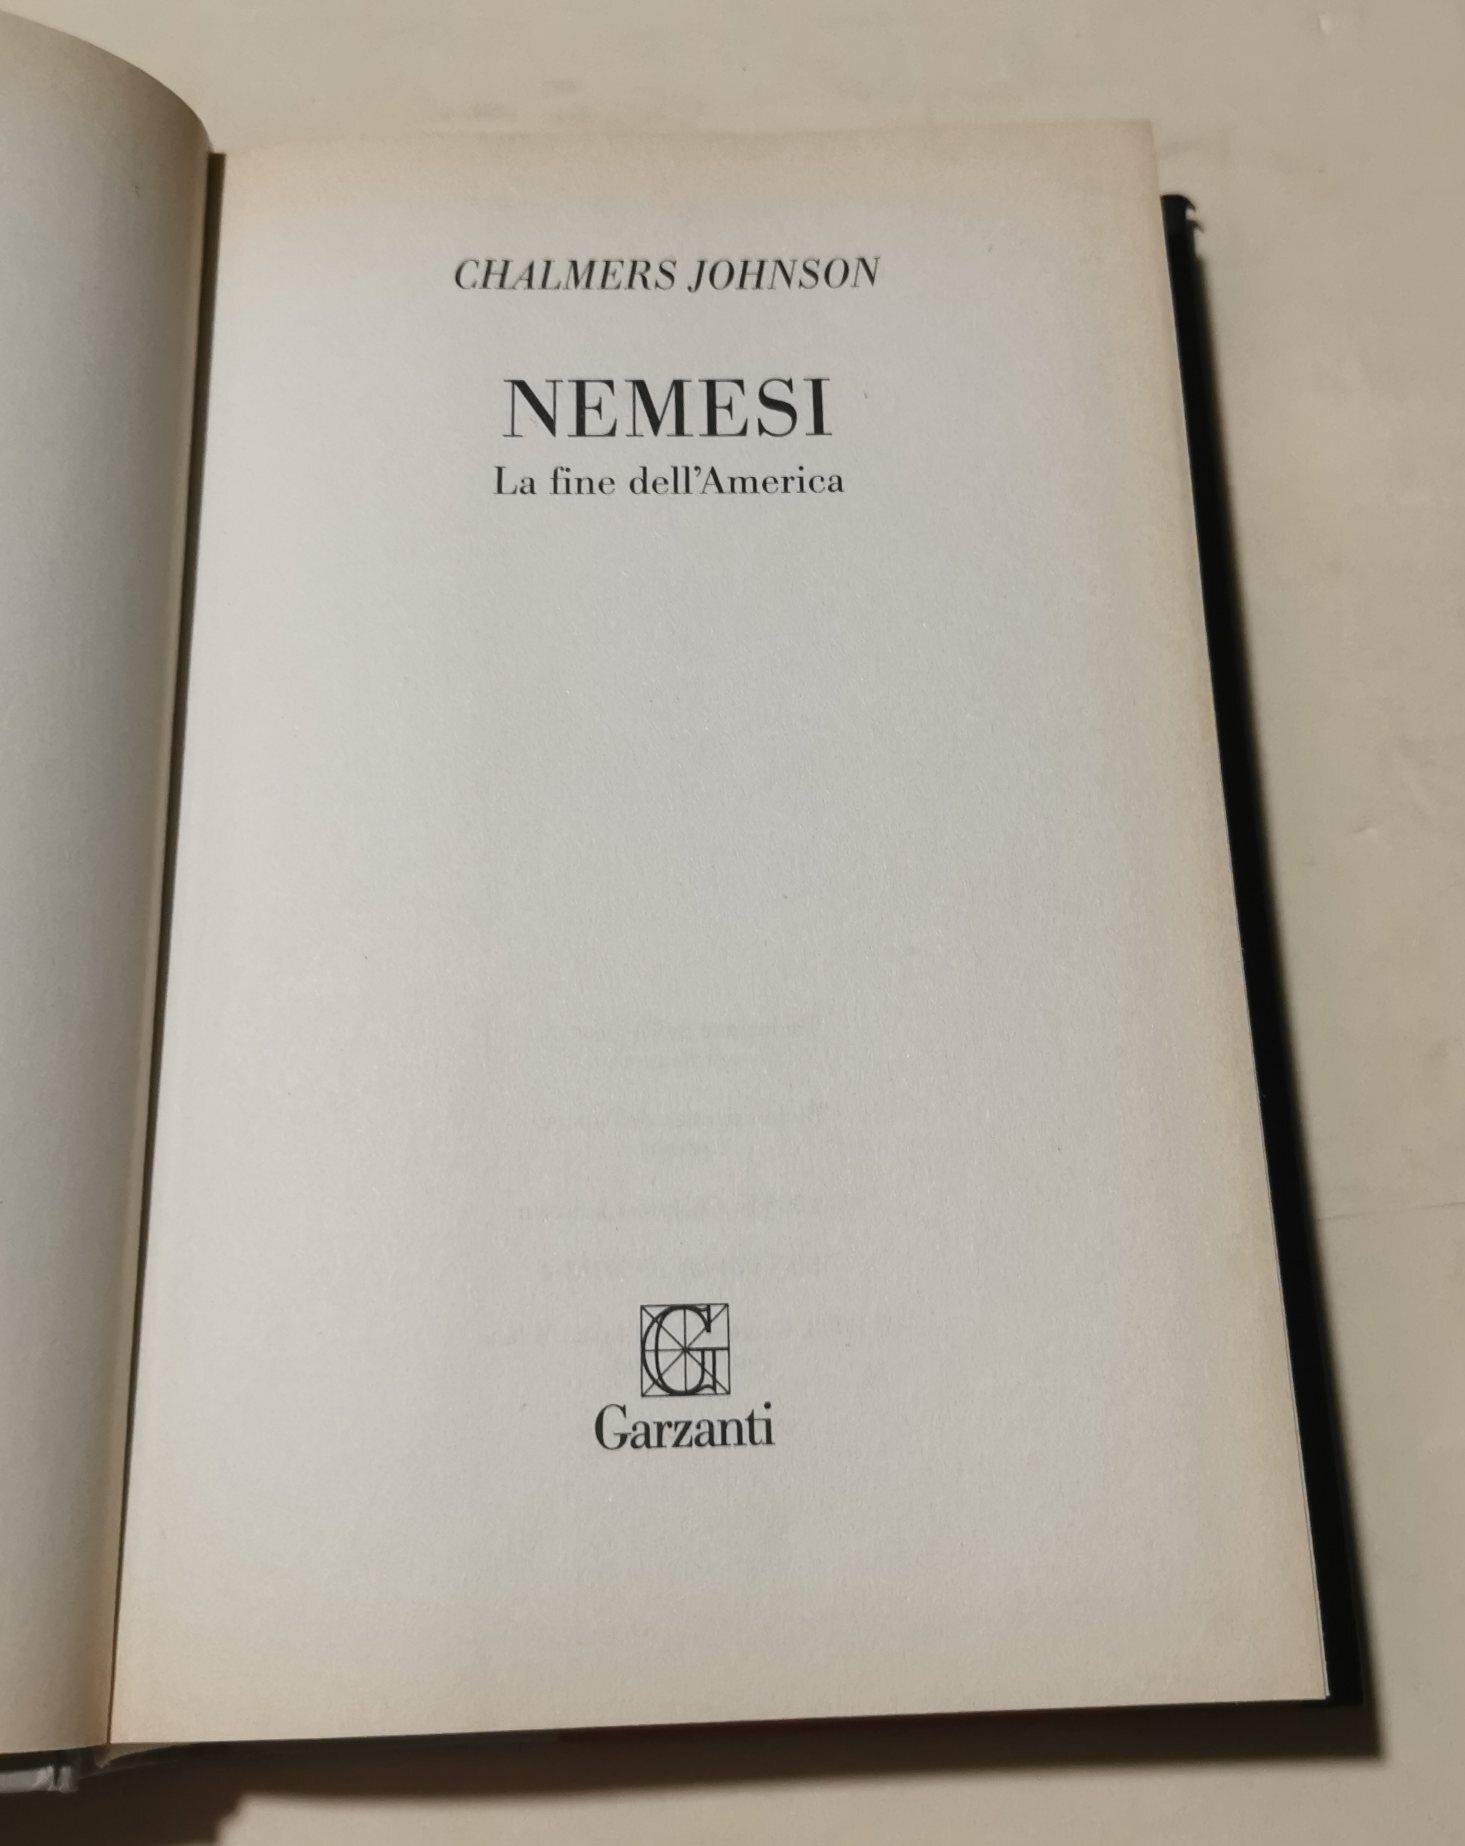 CHALMERS JOHNSON
NEMESI
La fine dell'America
G
Garzanti